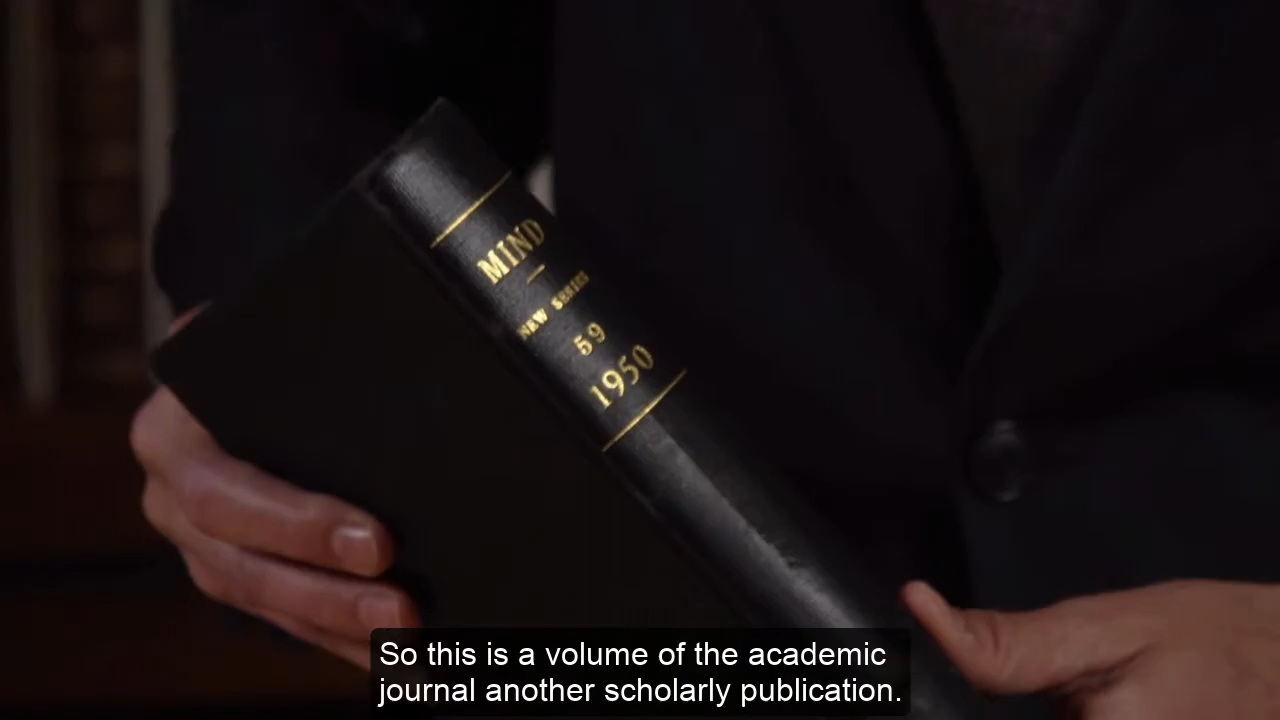 MIND
NEW SERIES
59
1950
So this is a volume of the academic
journal another scholarly publication.